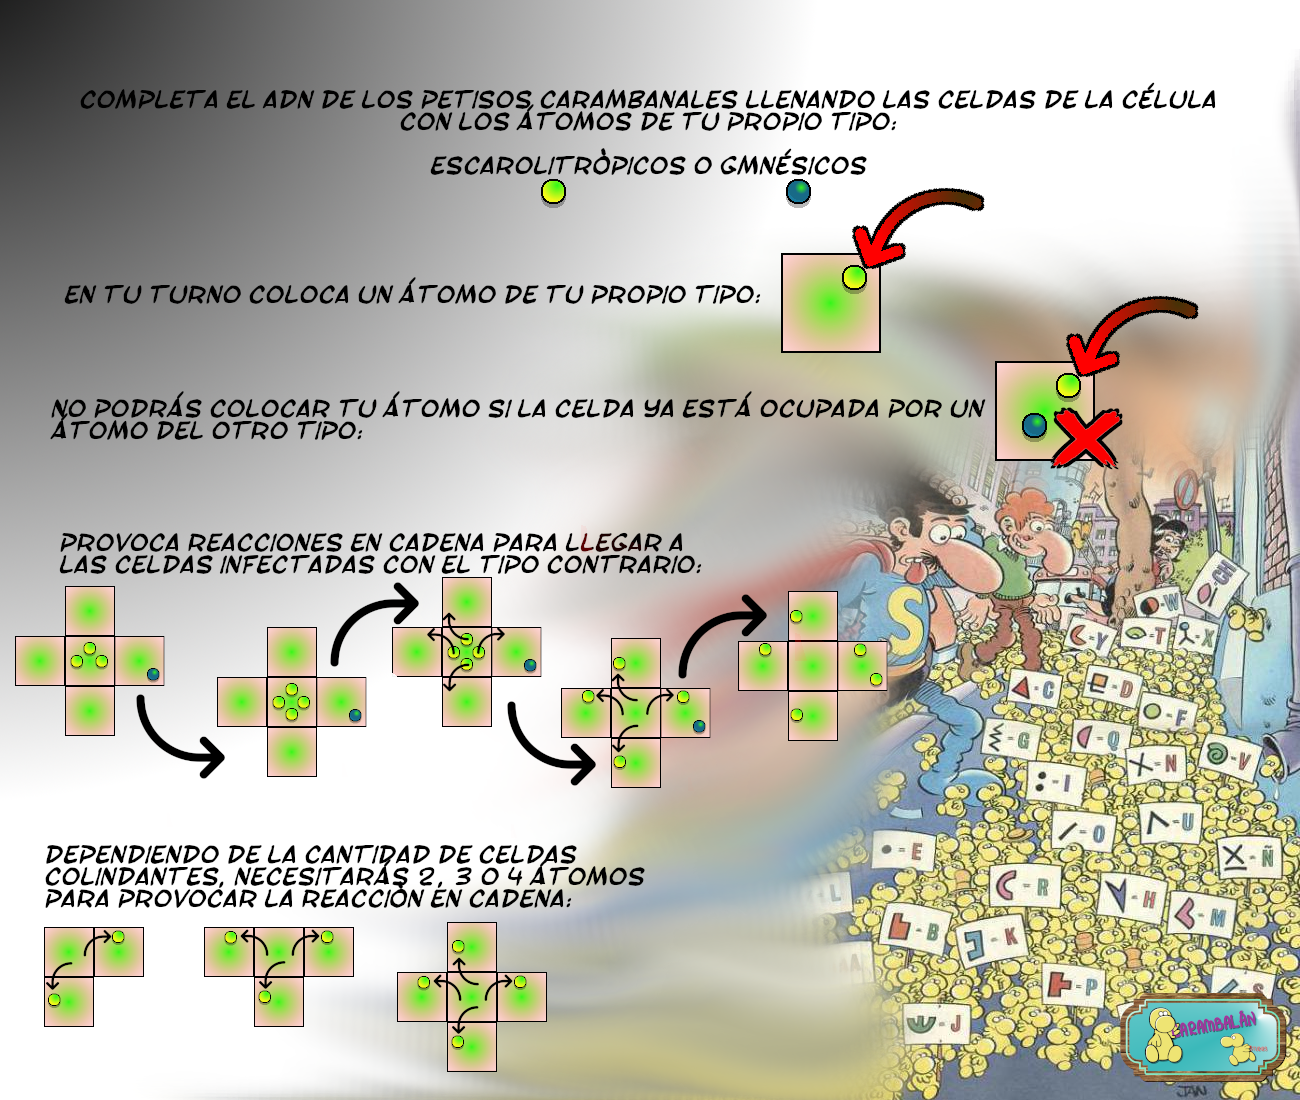 COMPLETA EL ADN DE LOS PETISOS CARAMBANALES LLENANDO LAS CELDAS DE LA CÉLULA
CON LOS ÁTOMOS DE TU PROPIO TIPO:
ESCAROLITRÒPICOS O GMNÉSICOS
EN TU TURNO COLOCA UN ÁTOMO DE TU PROPIO TIPO:
NO PODRÁS COLOCAR TU ÁTOMO SI LA CELDA YA ESTÁ OCUPADA POR UN
ÁTOMO DEL OTRO TIPO:
PROVOCA REACCIONES EN CADENA PARA LLEGAR A
LAS CELDAS INFECTADAS CON EL TIPO CONTRARIO:
DEPENDIENDO DE LA CANTIDAD DE CELDAS
COLINDANTES, NECESITARÁS 2, 3 O 4 ÁTOMOS
PARA PROVOCAR LA REACCIÒN EN CADENA:
S
CH
=W
=Y
=T
=X
=C
=D
=F
=G
=Q
=N
=V
=I
=O
=U
=E
=Ñ
=L
=R
=H
=M
=B
=K
=P
=S
=J
CARAMBALÁN
JAN